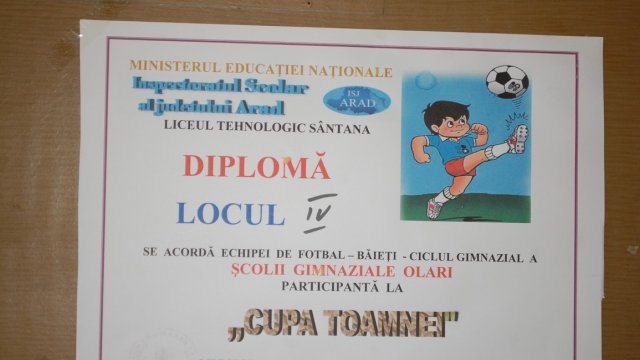 MINISTERUL EDUCAȚIEI NAȚIONALE
Inspectoratul Școlar
al județului Arad
ISJ
ARAD
LICEUL TEHNOLOGIC SÂNTANA
DIPLOMĂ
LOCUL IV
SE ACORDĂ ECHIPEI DE FOTBAL – BĂIEȚI - CICLUL GIMNAZIAL A
ȘCOLII GIMNAZIALE OLARI
PARTICIPANTĂ LA
„CUPA TOAMNEI"